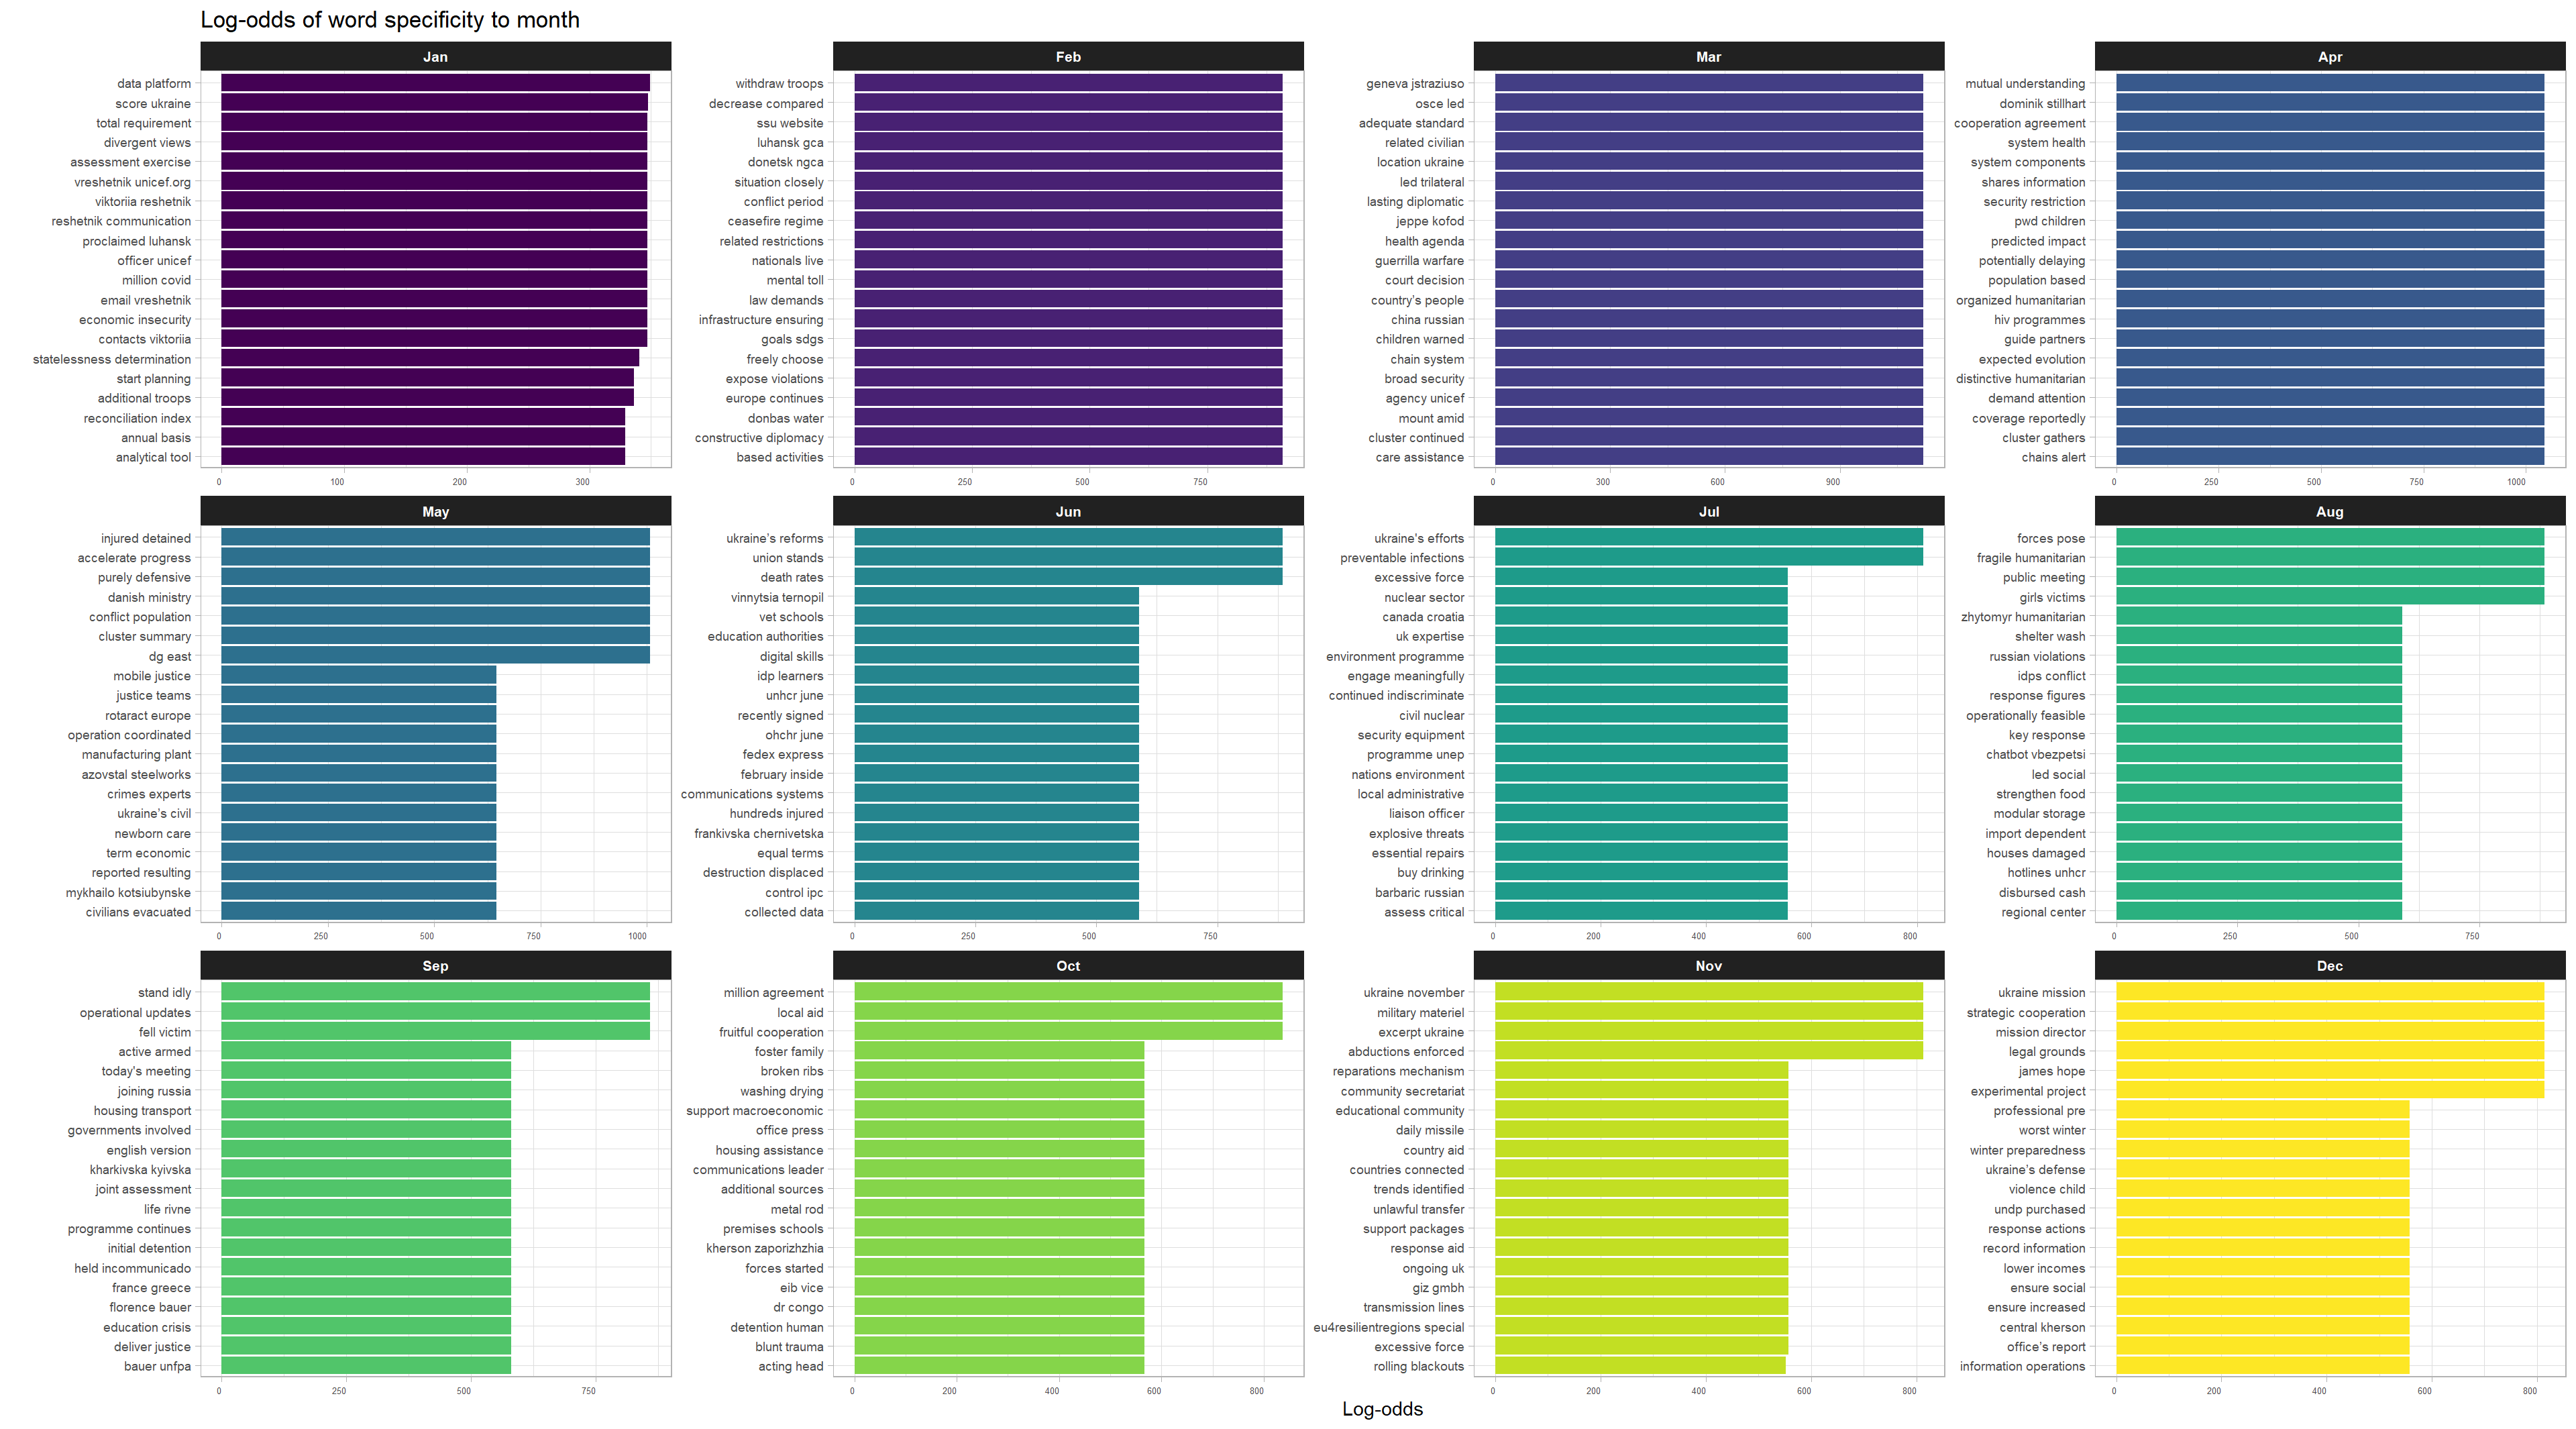 Log-odds of word specificity to month
Jan
data platform
score ukraine
total requirement
divergent views
assessment exercise
vreshetnik unicef.org
viktoriia reshetnik
reshetnik communication
proclaimed luhansk
officer unicef
million covid
email vreshetnik
economic insecurity
contacts viktoriia
statelessness determination
start planning
additional troops
reconciliation index
annual basis
analytical tool
0 100 200 300
Feb
withdraw troops
decrease compared
ssu website
luhansk gca
donetsk ngca
situation closely
conflict period
ceasefire regime
related restrictions
nationals live
mental toll
law demands
infrastructure ensuring
goals sdgs
freely choose
expose violations
europe continues
donbas water
constructive diplomacy
based activities
0 250 500 750
Mar
geneva jstraziuso
osce led
adequate standard
related civilian
location ukraine
led trilateral
lasting diplomatic
jeppe kofod
health agenda
guerrilla warfare
court decision
country's people
china russian
children warned
chain system
broad security
agency unicef
mount amid
cluster continued
care assistance
0 300 600 900
Apr
mutual understanding
dominik stillhart
cooperation agreement
system health
system components
shares information
security restriction
pwd children
predicted impact
potentially delaying
population based
organized humanitarian
hiv programmes
guide partners
expected evolution
distinctive humanitarian
demand attention
coverage reportedly
cluster gathers
chains alert
0 250 500 750 1000
May
injured detained
accelerate progress
purely defensive
danish ministry
conflict population
cluster summary
dg east
mobile justice
justice teams
rotaract europe
operation coordinated
manufacturing plant
azovstal steelworks
crimes experts
ukraine's civil
newborn care
term economic
reported resulting
mykhailo kotsiubynske
civilians evacuated
0 250 500 750 1000
Jun
ukraine's reforms
union stands
death rates
vinnytsia ternopil
vet schools
education authorities
digital skills
idp learners
unhcr june
recently signed
ohchr june
fedex express
february inside
communications systems
hundreds injured
frankivska chernivetska
equal terms
destruction displaced
control ipc
collected data
0 250 500 750
Jul
ukraine's efforts
preventable infections
excessive force
nuclear sector
canada croatia
uk expertise
environment programme
engage meaningfully
continued indiscriminate
civil nuclear
security equipment
programme unep
nations environment
local administrative
liaison officer
explosive threats
essential repairs
buy drinking
barbaric russian
assess critical
0 200 400 600 800
Aug
forces pose
fragile humanitarian
public meeting
girls victims
zhytomyr humanitarian
shelter wash
russian violations
idps conflict
response figures
operationally feasible
key response
chatbot vbezpetsi
led social
strengthen food
modular storage
import dependent
houses damaged
hotlines unhcr
disbursed cash
regional center
0 250 500 750
Sep
stand idly
operational updates
fell victim
active armed
today's meeting
joining russia
housing transport
governments involved
english version
kharkivska kyivska
joint assessment
life rivne
programme continues
initial detention
held incommunicado
france greece
florence bauer
education crisis
deliver justice
bauer unfpa
0 250 500 750
Oct
million agreement
local aid
fruitful cooperation
foster family
broken ribs
washing drying
support macroeconomic
office press
housing assistance
communications leader
additional sources
metal rod
premises schools
kherson zaporizhzhia
forces started
eib vice
dr congo
detention human
blunt trauma
acting head
0 200 400 600 800
Nov
ukraine november
military materiel
excerpt ukraine
abductions enforced
reparations mechanism
community secretariat
educational community
daily missile
country aid
countries connected
trends identified
unlawful transfer
support packages
response aid
ongoing uk
giz gmbh
transmission lines
eu4resilientregions special
excessive force
rolling blackouts
0 200 400 600 800
Dec
ukraine mission
strategic cooperation
mission director
legal grounds
james hope
experimental project
professional pre
worst winter
winter preparedness
ukraine's defense
violence child
undp purchased
response actions
record information
lower incomes
ensure social
ensure increased
central kherson
office's report
information operations
0 200 400 600 800
Log-odds